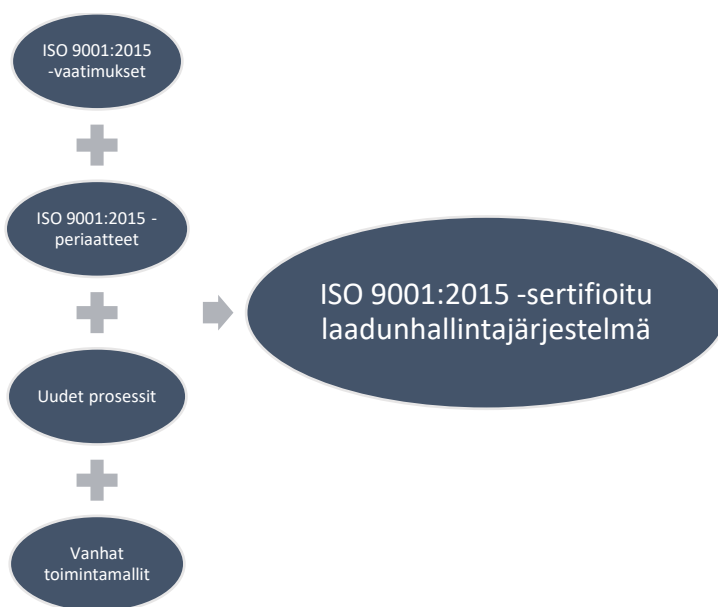 ISO 9001:2015
-vaatimukset
ISO 9001:2015 -
periaatteet
Uudet prosessit
Vanhat
toimintamallit
ISO 9001:2015 -sertifioitu
laadunhallintajärjestelmä